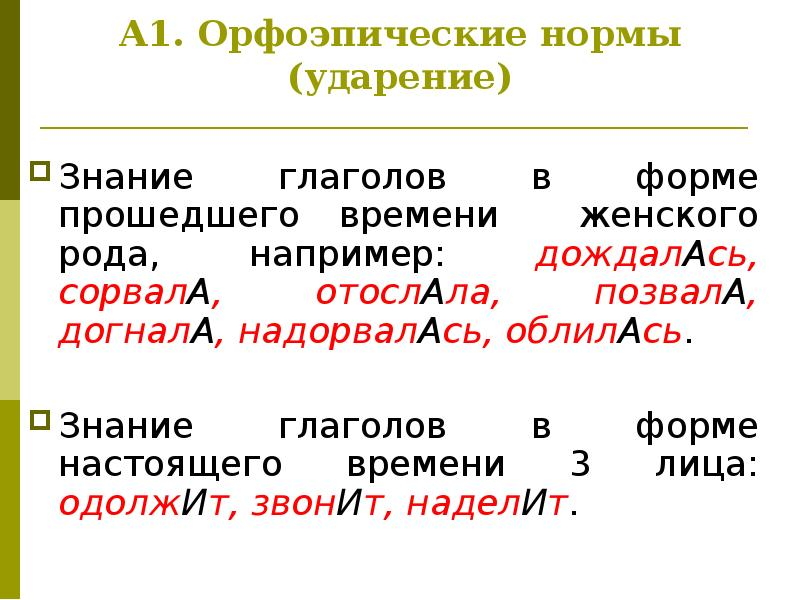 А1. Орфоэпические нормы
(ударение)
Знание глаголов в форме
прошедшего времени женского
рода, например: дождалАсь,
сорвалА, отослАла, позвалА,
догналА, надорвалАсь, облилАсь.
Знание глаголов в форме
настоящего времени 3 лица:
одолжИт, звонИт, наделИт.